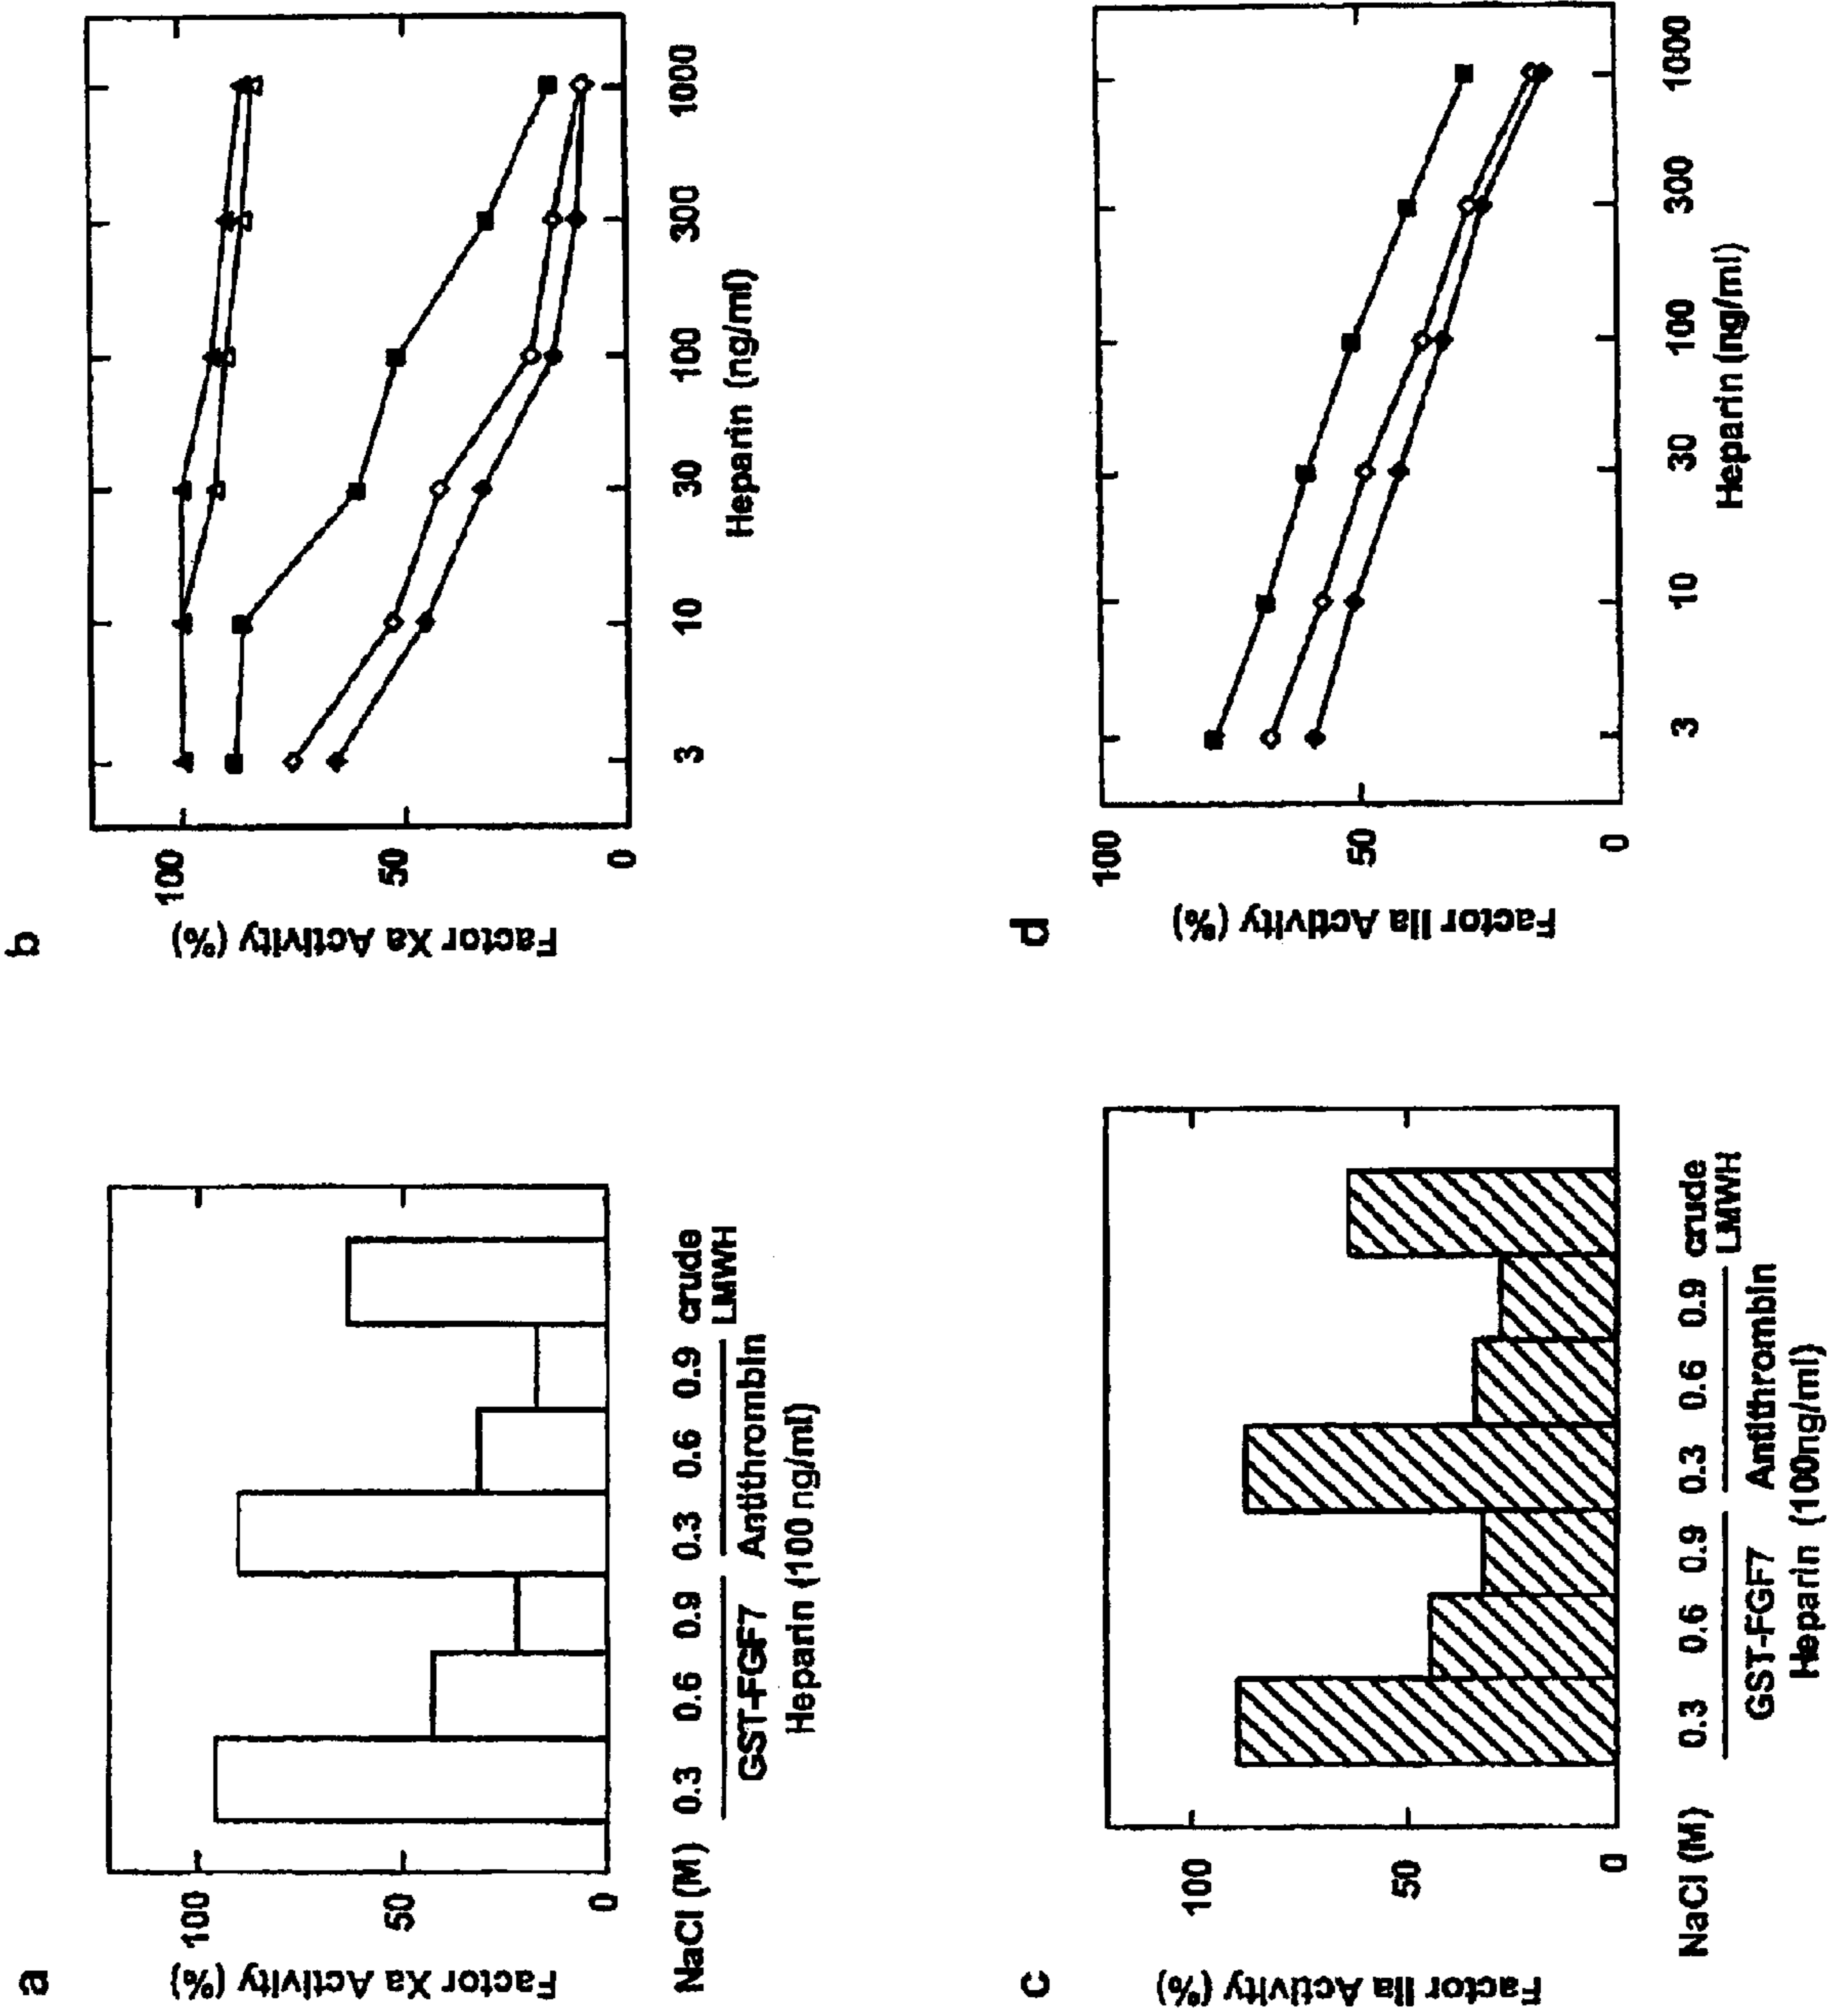 a
Factor Xa Activity (%)
100
50
0
NaCl (M) 0.3 0.6 0.9 0.3 0.6 0.9 crude
GST-FGF7 Antithrombin LMWH
Heparin (100 ng/ml)
b
Factor Xa Activity (%)
100
50
0
3 10 30 100 300 1000
Heparin (ng/ml)
c
Factor IIa Activity (%)
100
50
0
NaCl (M) 0.3 0.6 0.9 0.3 0.6 0.9 crude
GST-FGF7 Antithrombin LMWH
Heparin (100ng/ml)
d
Factor IIa Activity (%)
100
50
0
3 10 30 100 300 1000
Heparin (ng/ml)